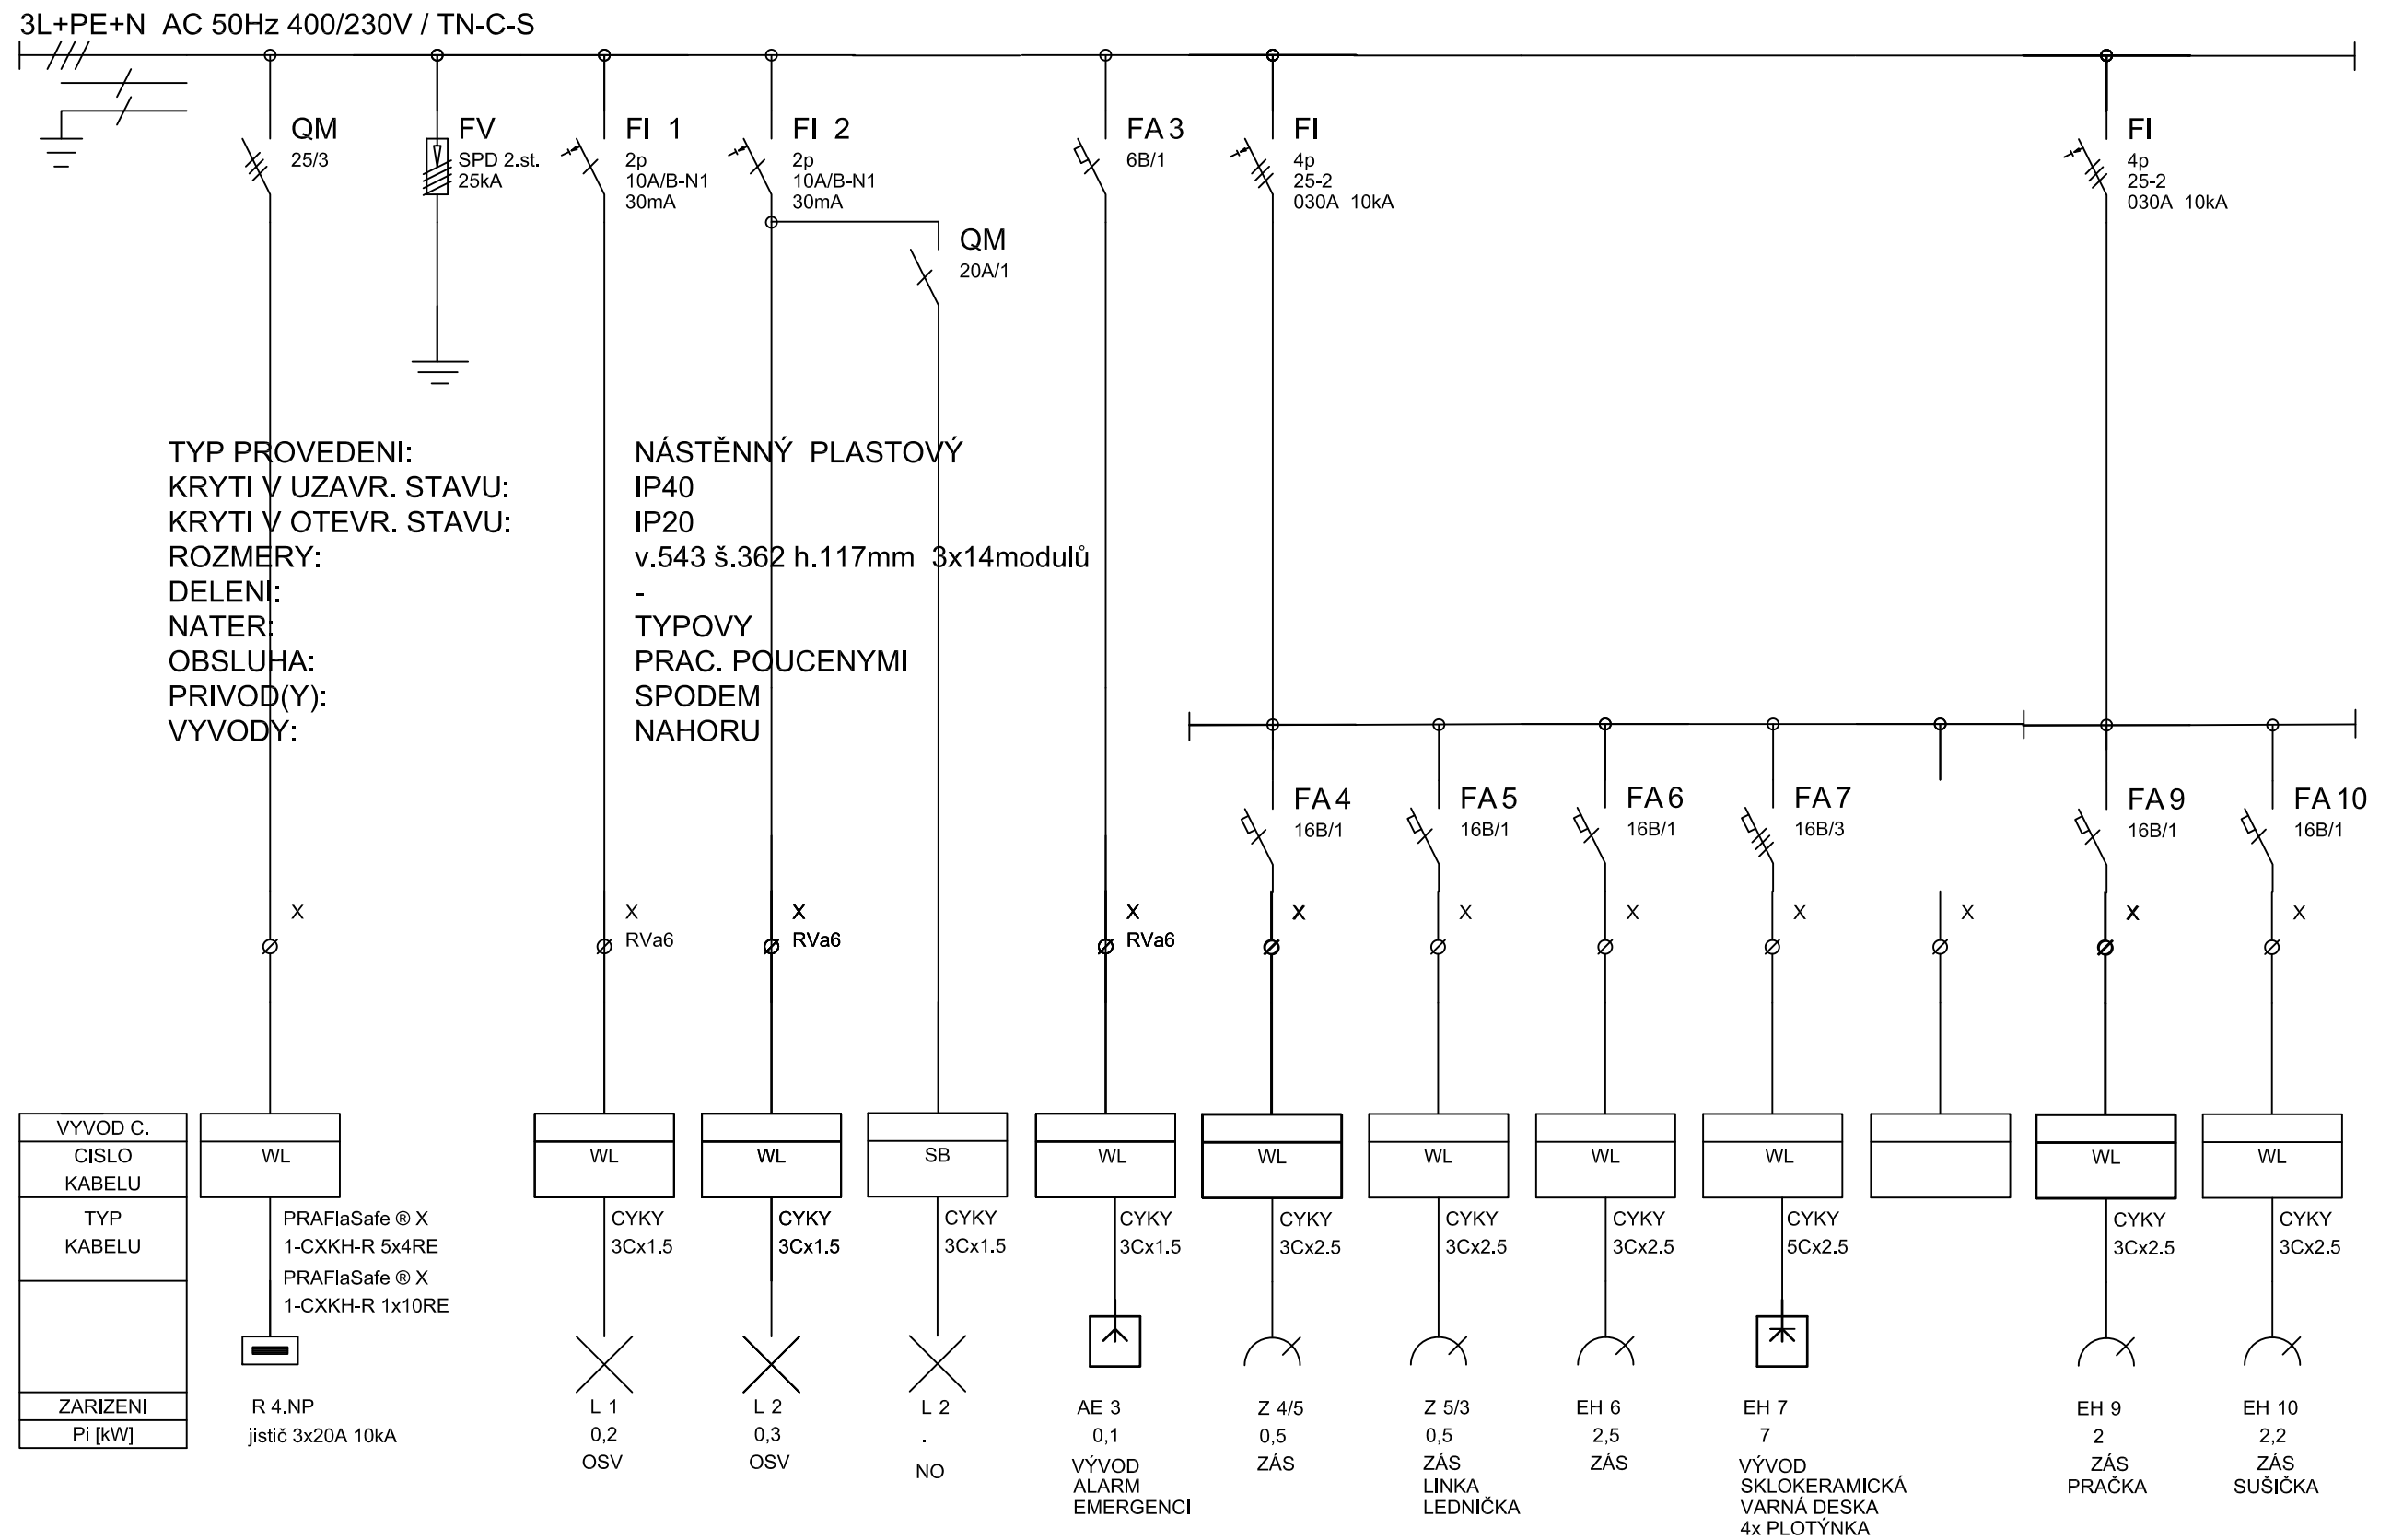 3L+PE+N AC 50Hz 400/230V / TN-C-S
QM
25/3
FV
SPD 2.st.
25kA
FI 1
2p
10A/B-N1
30mA
FI 2
2p
10A/B-N1
30mA
QM
20A/1
FA 3
6B/1
FI
4p
25-2
030A 10kA
FI
4p
25-2
030A 10kA
TYP PROVEDENI: NÁSTĚNNÝ PLASTOVÝ
KRYTI V UZAVR. STAVU: IP40
KRYTI V OTEVR. STAVU: IP20
ROZMERY: v.543 š.362 h.117mm 3x14modulů
DELENI: -
NATER: TYPOVY
OBSLUHA: PRAC. POUCENYMI
PRIVOD(Y): SPODEM
VYVODY: NAHORU
FA 4
16B/1
FA 5
16B/1
FA 6
16B/1
FA 7
16B/3
FA 9
16B/1
FA 10
16B/1
X
X
RVa6
X
RVa6
X
RVa6
X
X
X
X
X
X
X
VYVOD C.
CISLO
KABELU
WL
WL
WL
SB
WL
WL
WL
WL
WL
WL
WL
TYP
KABELU
PRAFlaSafe ® X
1-CXKH-R 5x4RE
PRAFlaSafe ® X
1-CXKH-R 1x10RE
CYKY
3Cx1.5
CYKY
3Cx1.5
CYKY
3Cx1.5
CYKY
3Cx1.5
CYKY
3Cx2.5
CYKY
3Cx2.5
CYKY
3Cx2.5
CYKY
5Cx2.5
CYKY
3Cx2.5
CYKY
3Cx2.5
ZARIZENI
Pi [kW]
R 4.NP
jistič 3x20A 10kA
L 1
0,2
OSV
L 2
0,3
OSV
L 2
.
NO
AE 3
0,1
VÝVOD
ALARM
EMERGENCI
Z 4/5
0,5
ZÁS
Z 5/3
0,5
ZÁS
LINKA
LEDNIČKA
EH 6
2,5
ZÁS
EH 7
7
VÝVOD
SKLOKERAMICKÁ
VARNÁ DESKA
4x PLOTÝNKA
EH 9
2
ZÁS
PRAČKA
EH 10
2,2
ZÁS
SUŠIČKA